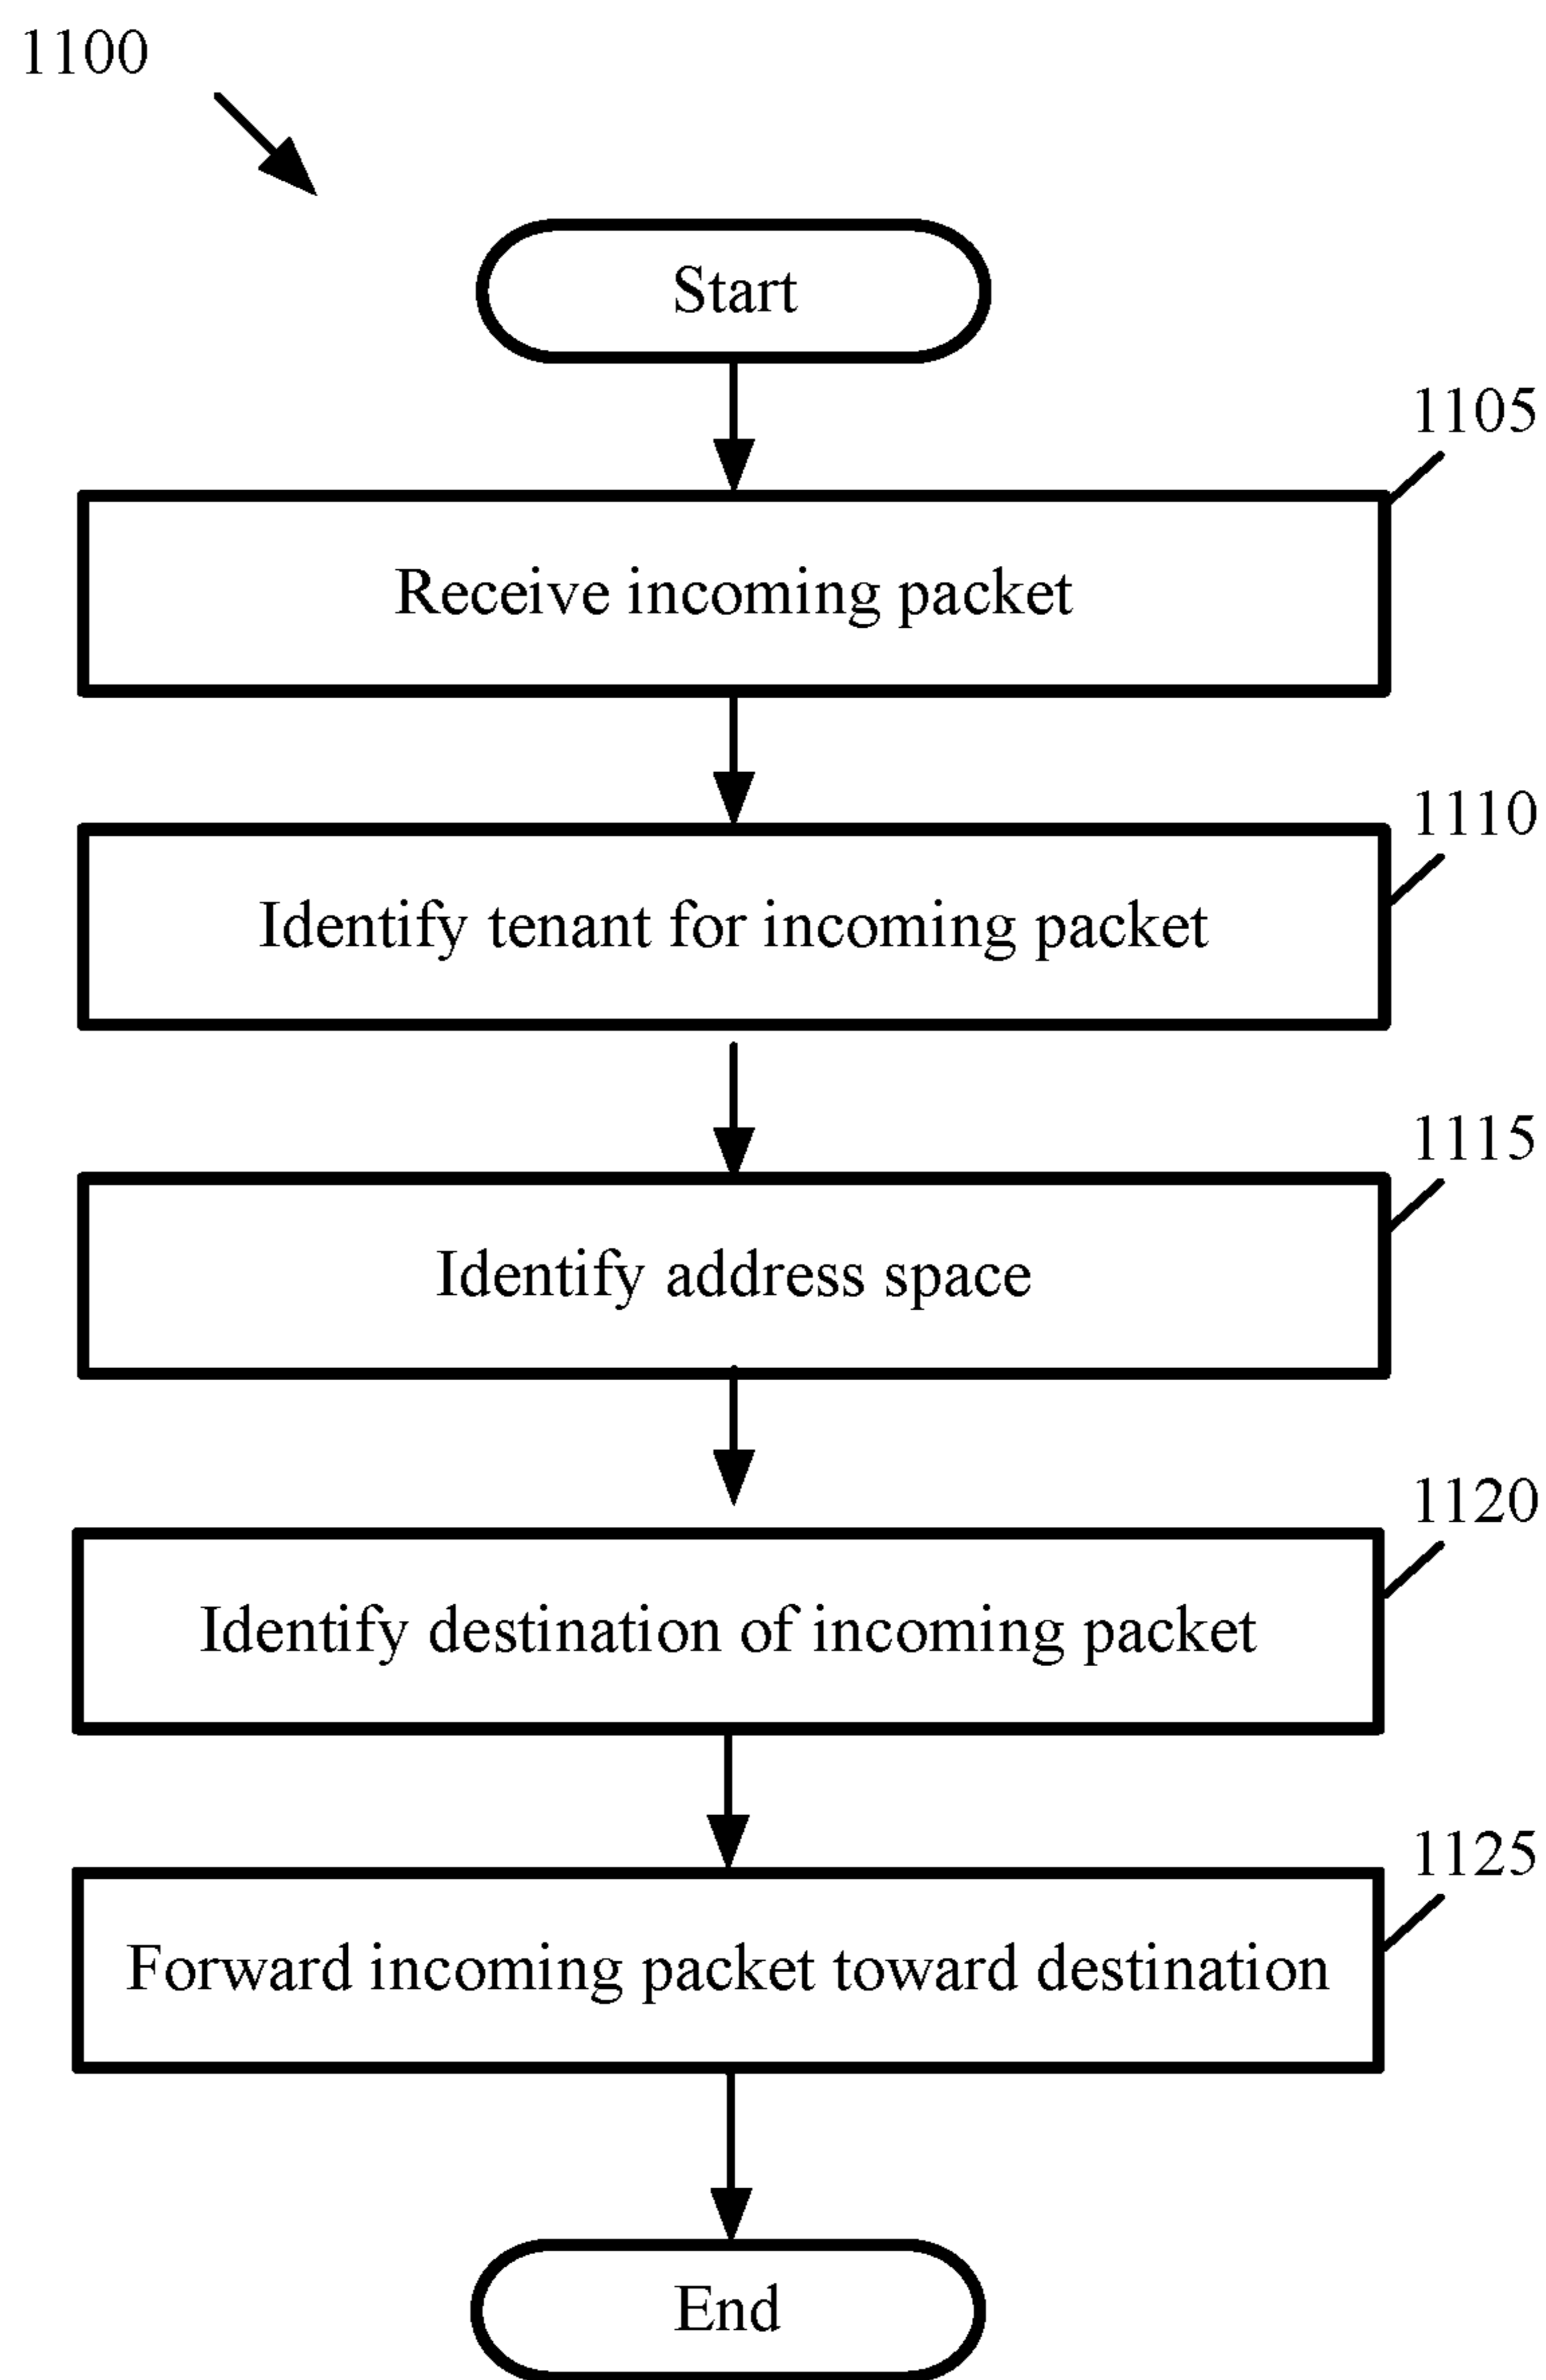 1100
Start
1105
Receive incoming packet
1110
Identify tenant for incoming packet
1115
Identify address space
1120
Identify destination of incoming packet
1125
Forward incoming packet toward destination
End